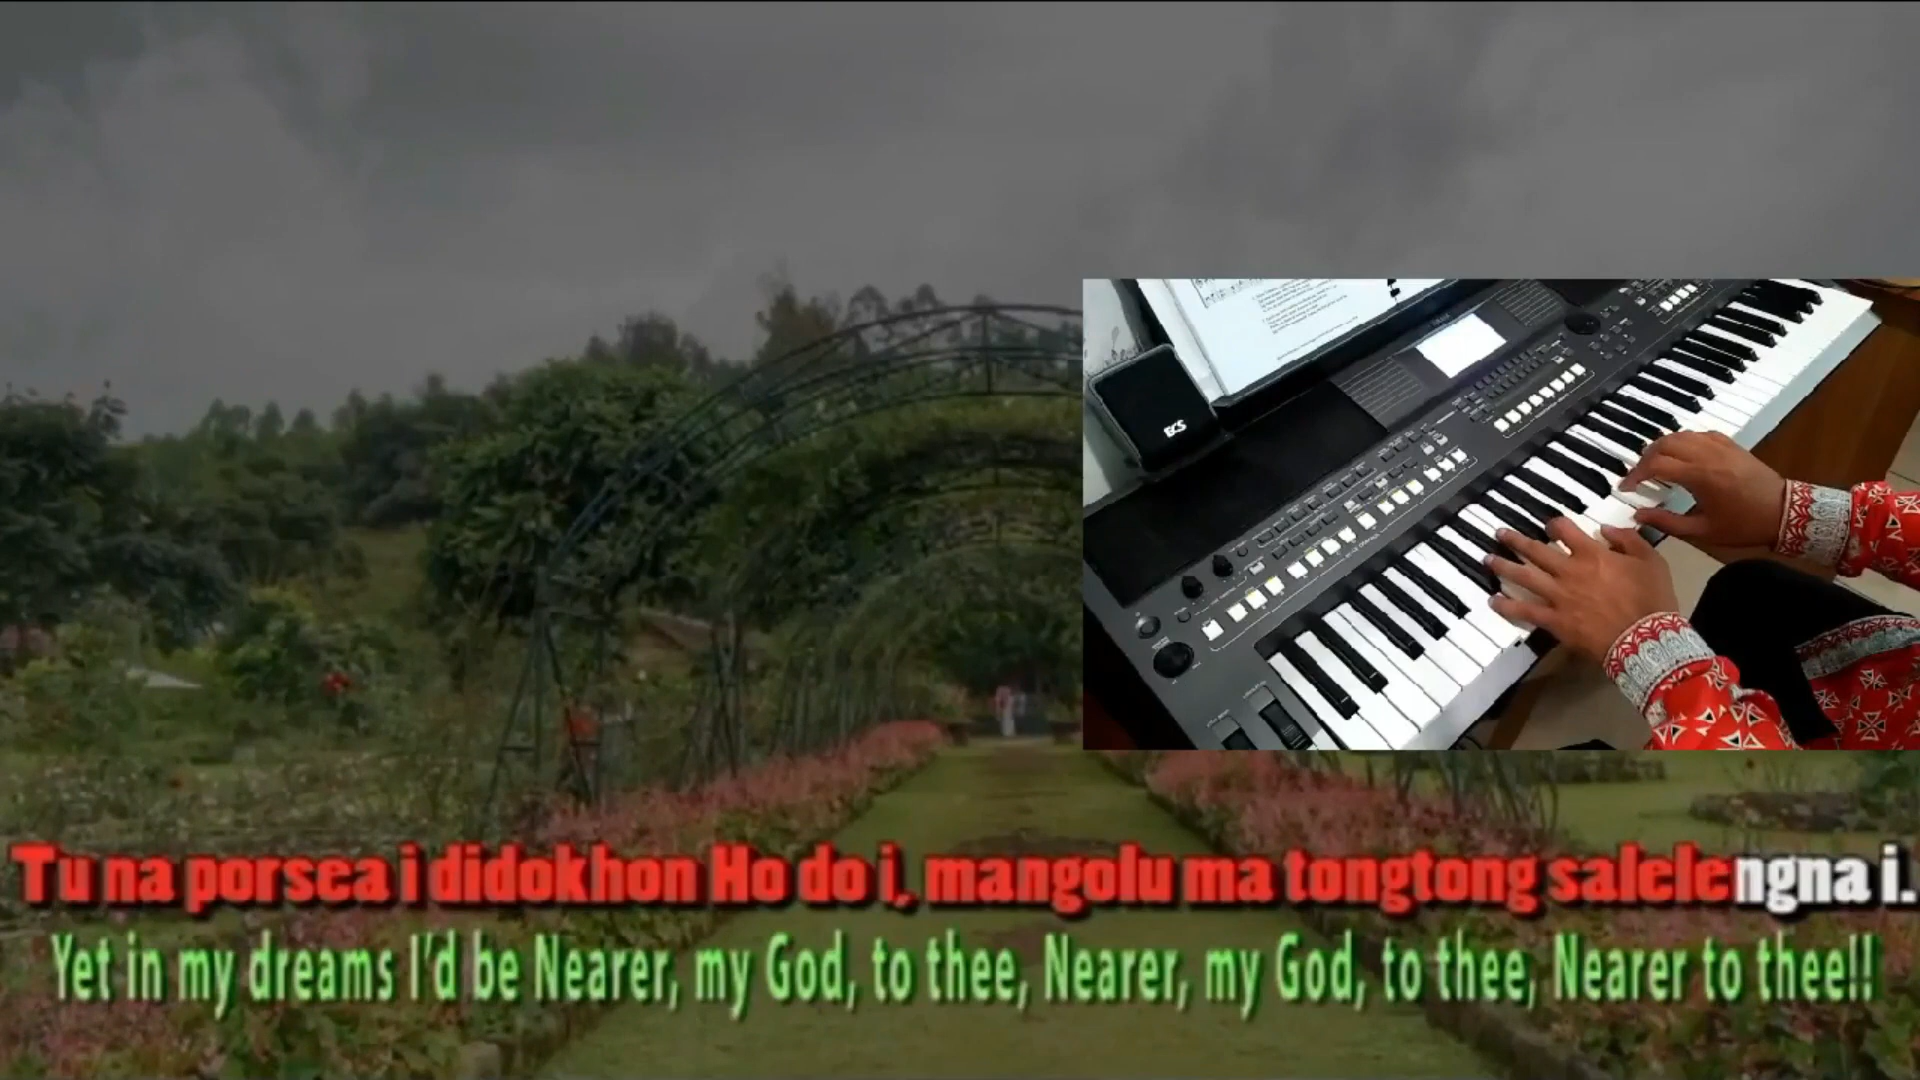 ECS
Tu na porsea i didokhon Ho do i, mangolu ma tongtong salelengna i.
Yet in my dreams I'd be Nearer, my God, to thee, Nearer, my God, to thee, Nearer to thee!!